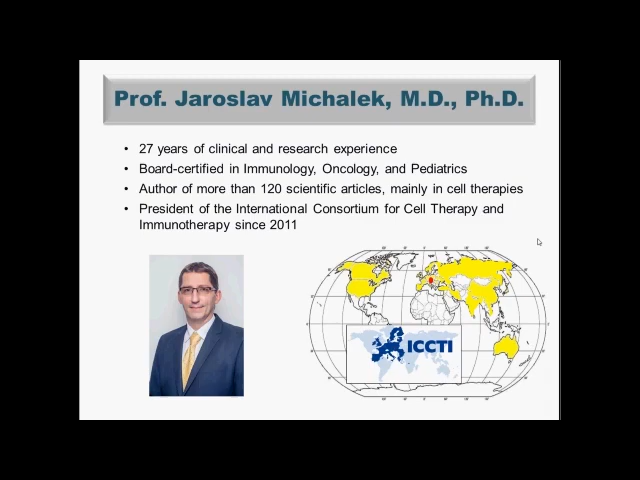 Prof. Jaroslav Michalek, M.D., Ph.D.
• 27 years of clinical and research experience
• Board-certified in Immunology, Oncology, and Pediatrics
• Author of more than 120 scientific articles, mainly in cell therapies
• President of the International Consortium for Cell Therapy and
Immunotherapy since 2011
ICCTI